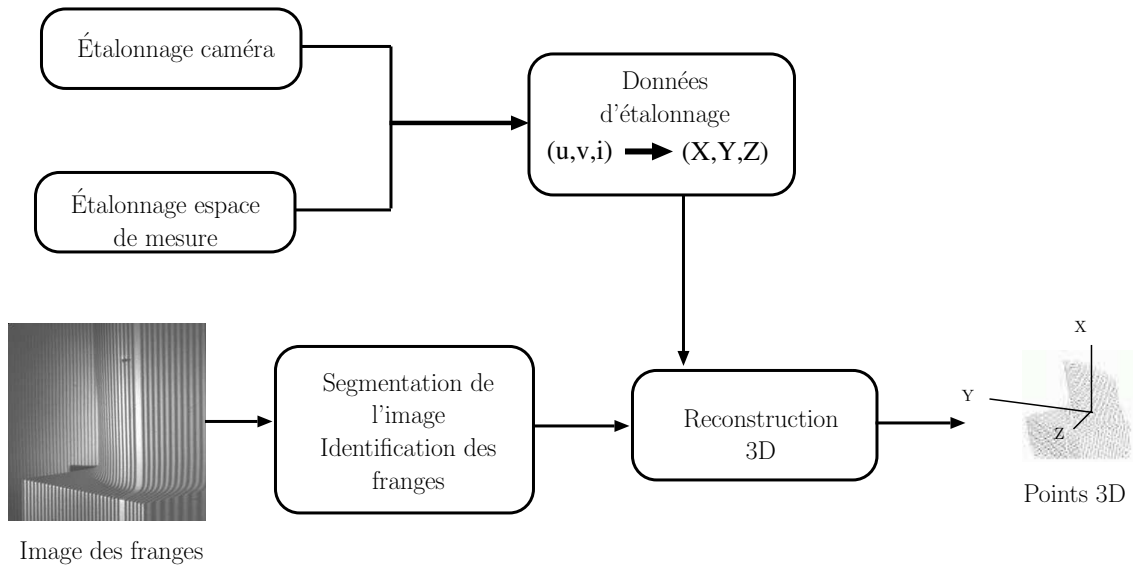 Étalonnage caméra
Données
d'étalonnage
(u,v,i) (X,Y,Z)
Étalonnage espace
de mesure
Segmentation de
l'image
Identification des
franges
Reconstruction
3D
X
Y
Z
Points 3D
Image des franges